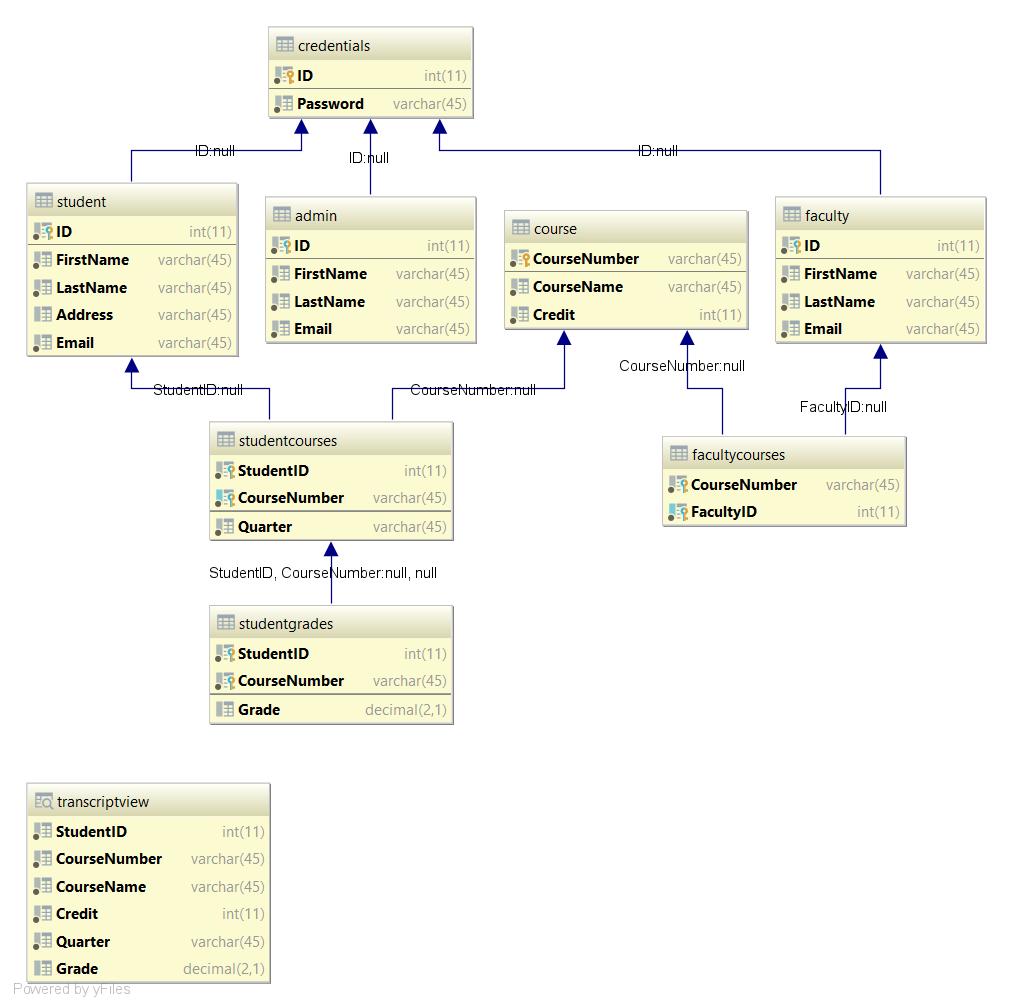 credentials
ID int(11)
Password varchar(45)
ID:null
ID:null
ID:null
student
ID int(11)
FirstName varchar(45)
LastName varchar(45)
Address varchar(45)
Email varchar(45)
admin
ID int(11)
FirstName varchar(45)
LastName varchar(45)
Email varchar(45)
course
CourseNumber varchar(45)
CourseName varchar(45)
Credit int(11)
faculty
ID int(11)
FirstName varchar(45)
LastName varchar(45)
Email varchar(45)
StudentID:null
CourseNumber:null
CourseNumber:null
FacultyID:null
studentcourses
StudentID int(11)
CourseNumber varchar(45)
Quarter varchar(45)
facultycourses
CourseNumber varchar(45)
FacultyID int(11)
StudentID, CourseNumber:null, null
studentgrades
StudentID int(11)
CourseNumber varchar(45)
Grade decimal(2,1)
transcriptview
StudentID int(11)
CourseNumber varchar(45)
CourseName varchar(45)
Credit int(11)
Quarter varchar(45)
Grade decimal(2,1)
Powered by yFiles